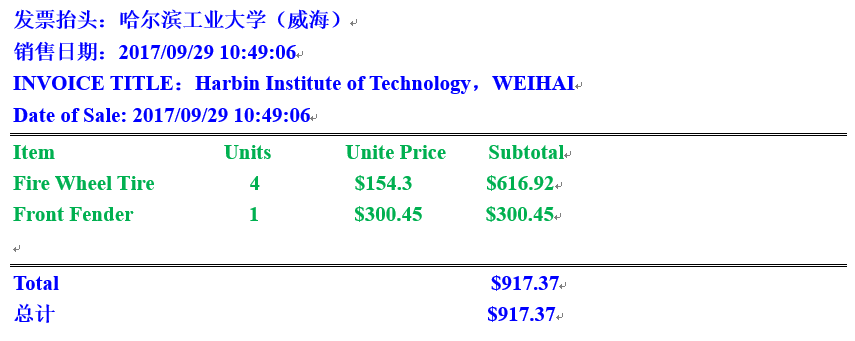 发票抬头：哈尔滨工业大学（威海）
销售日期：2017/09/29 10:49:06
INVOICE TITLE：Harbin Institute of Technology，WEIHAI
Date of Sale: 2017/09/29 10:49:06
Item Units Unite Price Subtotal
Fire Wheel Tire 4 $154.3 $616.92
Front Fender 1 $300.45 $300.45
Total $917.37
总计 $917.37